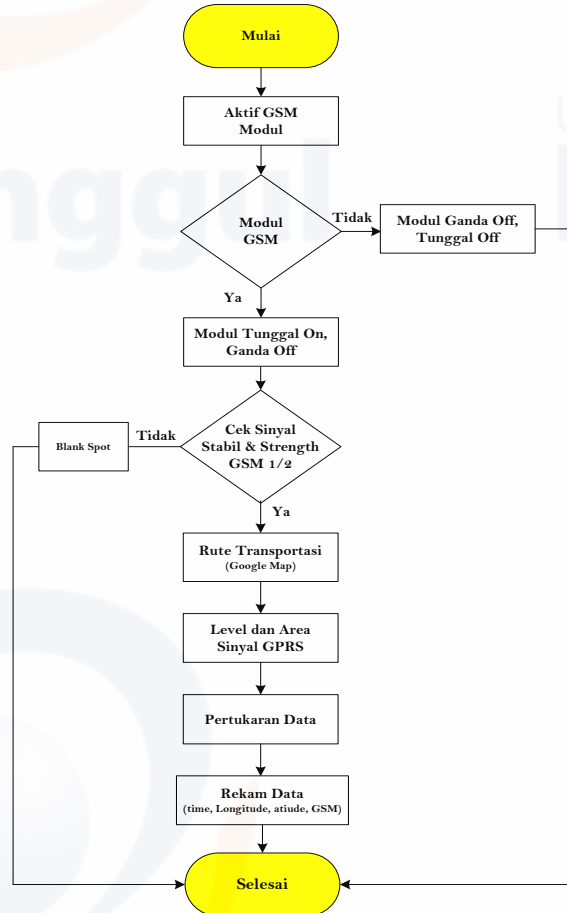 Mulai
Aktif GSM
Modul
Modul
GSM
Tidak
Modul Ganda Off,
Tunggal Off
Ya
Modul Tunggal On,
Ganda Off
Cek Sinyal
Stabil & Strength
GSM 1/2
Tidak
Blank Spot
Ya
Rute Transportasi
(Google Map)
Level dan Area
Sinyal GPRS
Pertukaran Data
Rekam Data
(time, Longitude, atiude, GSM)
Selesai
nggul